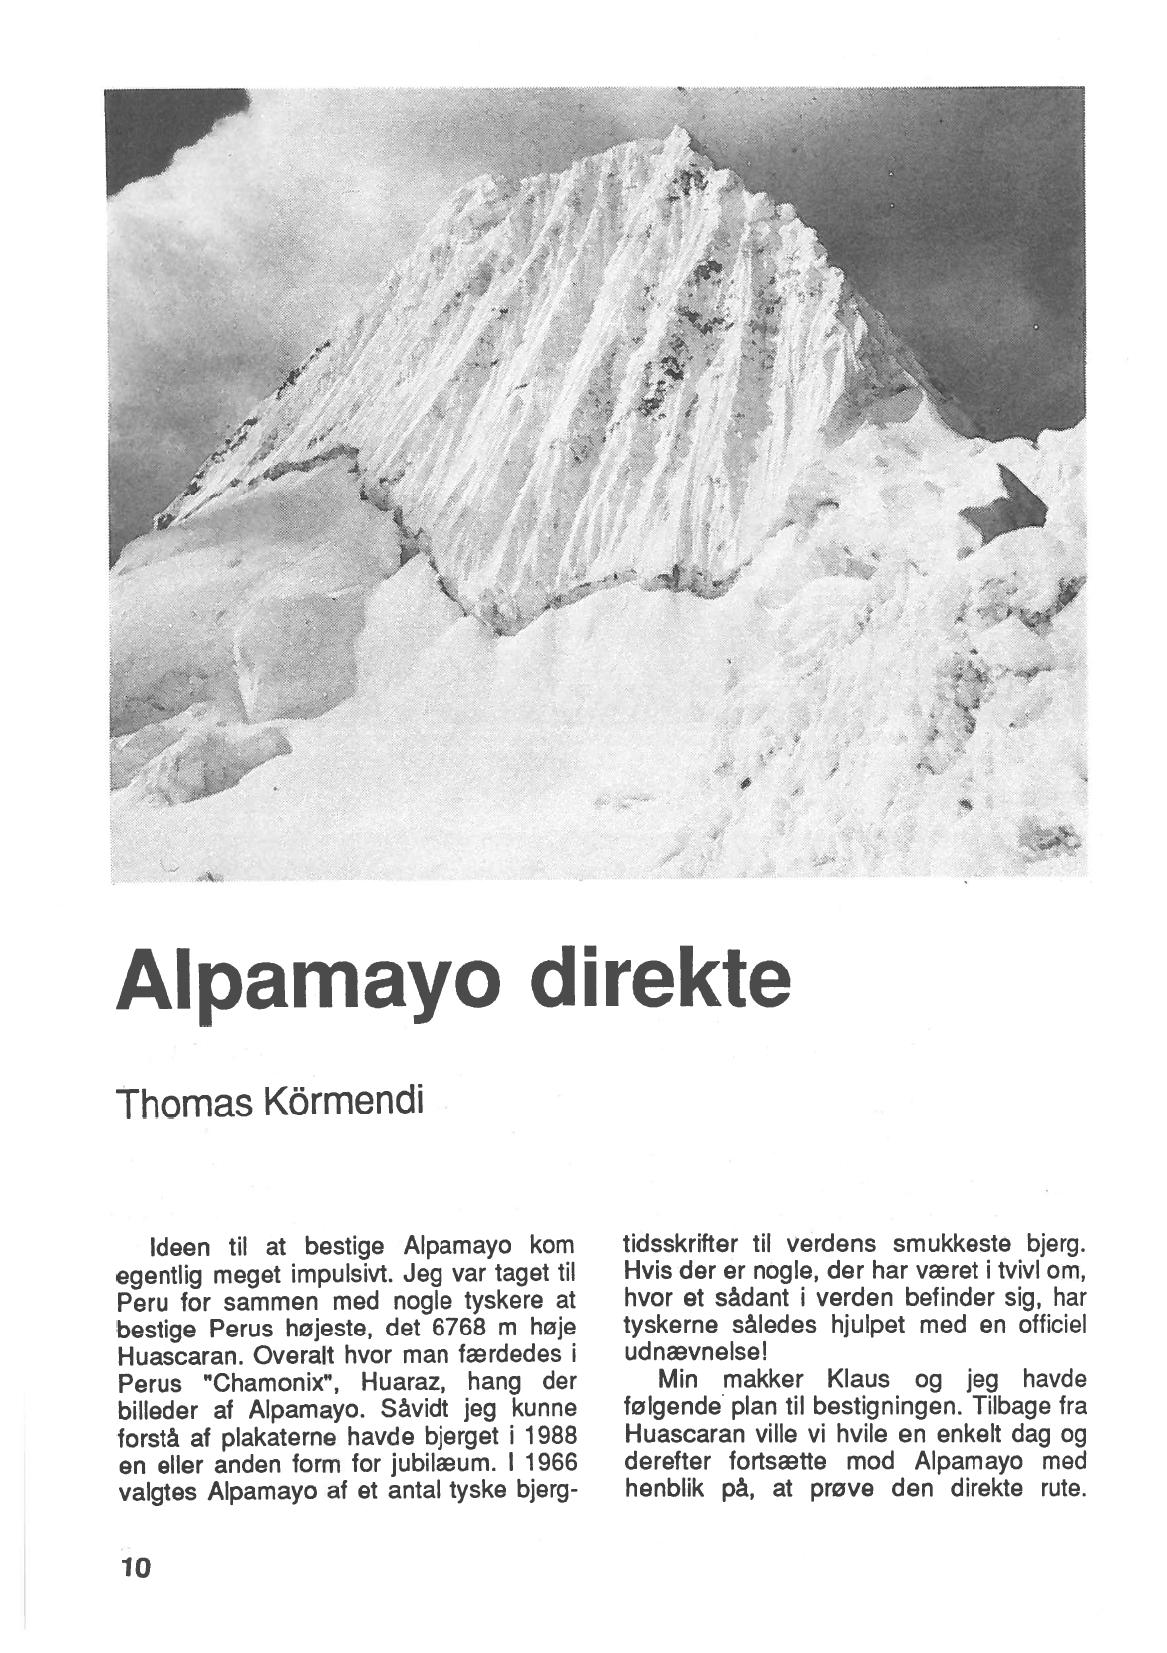 Alpamayo direkte
Thomas Körmendi
Ideen til at bestige Alpamayo kom
egentlig meget impulsivt. Jeg var taget til
Peru for sammen med nogle tyskere at
bestige Perus højeste, det 6768 m høje
Huascaran. Overalt hvor man færdedes i
Perus "Chamonix", Huaraz, hang der
billeder af Alpamayo. Såvidt jeg kunne
forstå af plakaterne havde bjerget i 1988
en eller anden form for jubilæum. I 1966
valgtes Alpamayo af et antal tyske bjerg-
tidsskrifter til verdens smukkeste bjerg.
Hvis der er nogle, der har været i tvivl om,
hvor et sådant i verden befinder sig, har
tyskerne således hjulpet med en officiel
udnævnelse!
Min makker Klaus og jeg havde
følgende plan til bestigningen. Tilbage fra
Huascaran ville vi hvile en enkelt dag og
derefter fortsætte mod Alpamayo med
henblik på, at prøve den direkte rute.
10